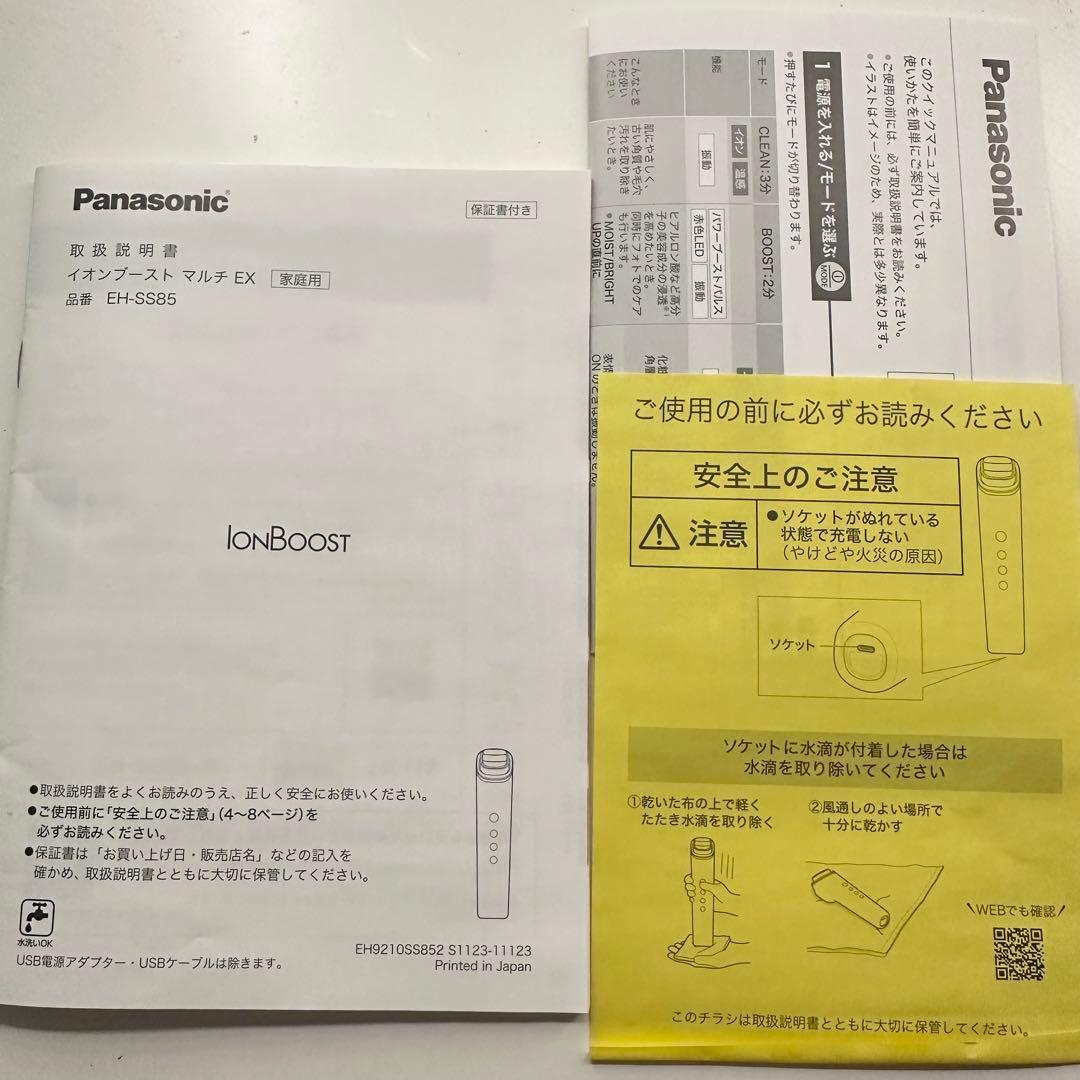 Panasonic
保証書付き
取扱説明書
イオンブースト マルチ EX 家庭用
品番 EH-SS85
IONBOOST
●取扱説明書をよくお読みのうえ、正しく安全にお使いください。
●ご使用前に「安全上のご注意」(4～8ページ)を
必ずお読みください。
●保証書は「お買い上げ日・販売店名」などの記入を
確かめ、取扱説明書とともに大切に保管してください。
水洗いOK
USB電源アダプター・USBケーブルは除きます。
EH9210SS852 S1123-11123
Printed in Japan
Panasonic
このクイックマニュアルでは、
使いかたを簡単にご案内しています。
●ご使用の前には、必ず取扱説明書をお読みください。
●イラストはイメージのため、実際とは多少異なります。
1 電源を入れる/モードを選ぶ
MODE
●押すたびにモードが切り替わります。
モード
CLEAN:3分
BOOST:2分
機能
イオン 温感
振動
パワーブーストパルス
赤色LED 振動
こんなとき
にお使い
ください
肌にやさしく、
古い角質や毛穴
汚れを取り除き
たいとき。
ヒアルロン酸など高分
子の美容成分の浸透※1
を高めたいとき。
同時にフォトでのケア
も行います。
※MOIST/BRIGHT
UPの直前に
ご使用の前に必ずお読みください
安全上のご注意
注意
●ソケットがぬれている
状態で充電しない
(やけどや火災の原因)
ソケット
ソケットに水滴が付着した場合は
水滴を取り除いてください
①乾いた布の上で軽く
たたき水滴を取り除く
②風通しのよい場所で
十分に乾かす
\WEBでも確認/
このチラシは取扱説明書とともに大切に保管してください。